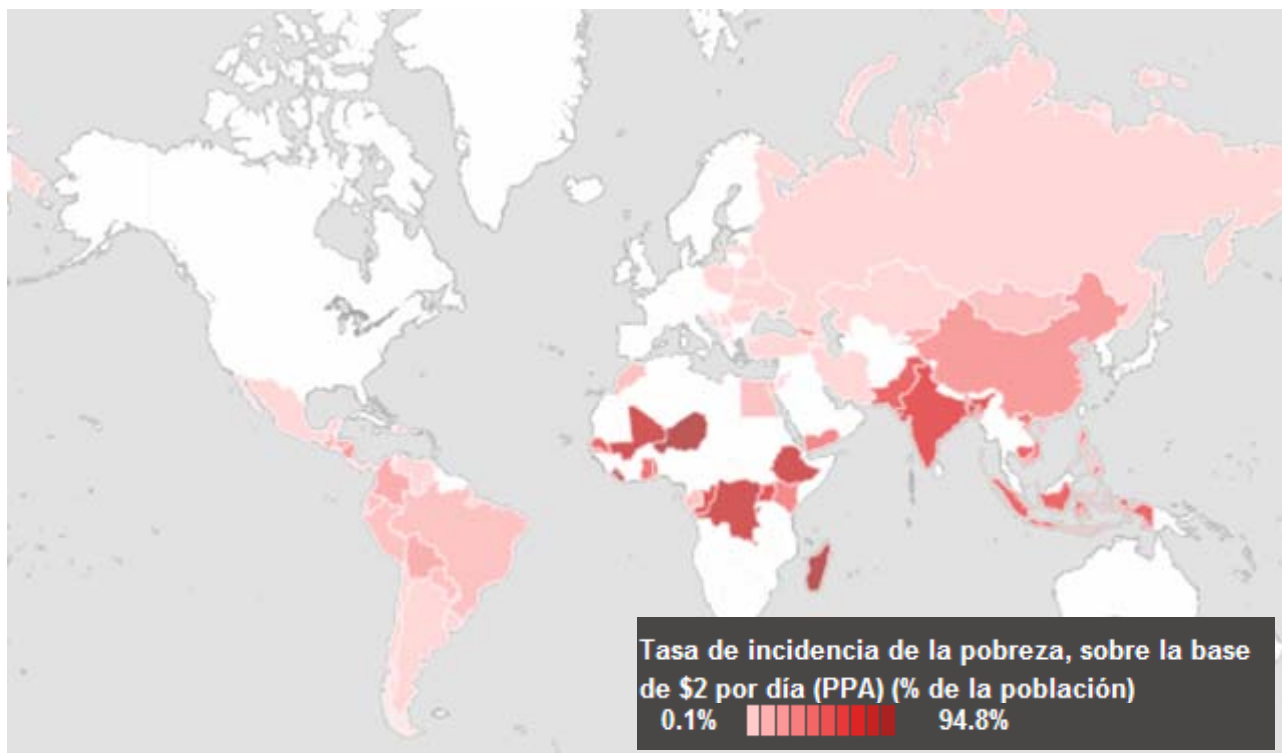 Tasa de incidencia de la pobreza, sobre la base
de $2 por día (PPA) (% de la población)
0.1% 94.8%